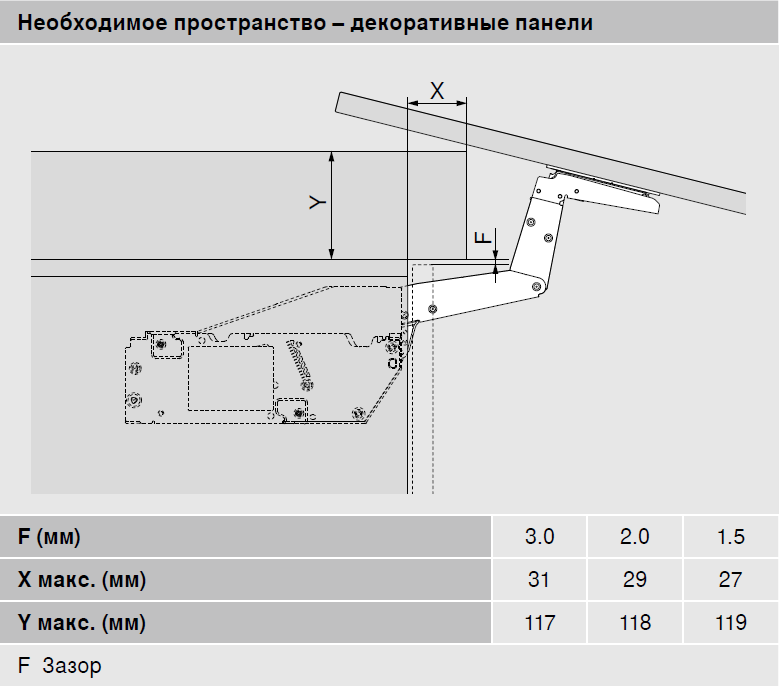 Необходимое пространство – декоративные панели
X
Y
F
F (мм) 3.0 2.0 1.5
X макс. (мм) 31 29 27
Y макс. (мм) 117 118 119
F Зазор